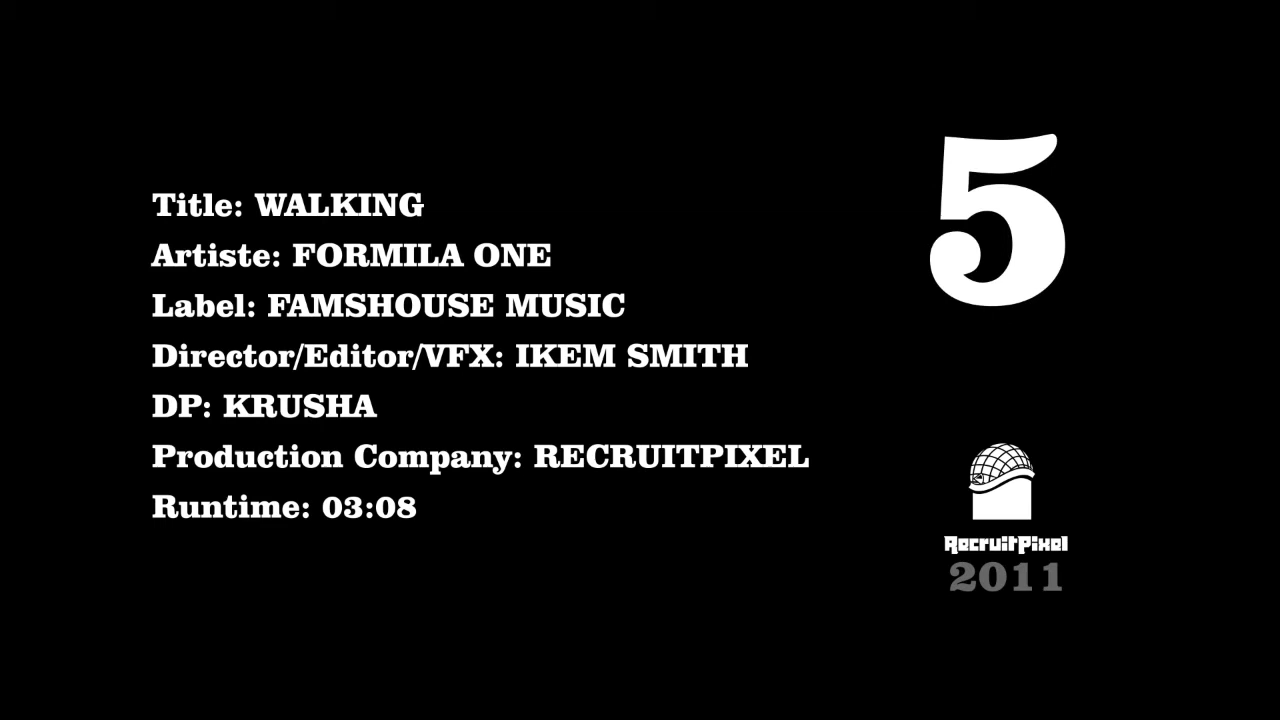 Title: WALKING
Artiste: FORMILA ONE
Label: FAMSHOUSE MUSIC
Director/Editor/VFX: IKEM SMITH
DP: KRUSHA
Production Company: RECRUITPIXEL
Runtime: 03:08
5
RecruitPixel
2011